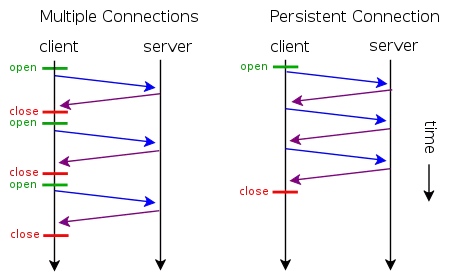 Multiple Connections
client server
open
close
open
close
open
close
Persistent Connection
client server
open
close
time